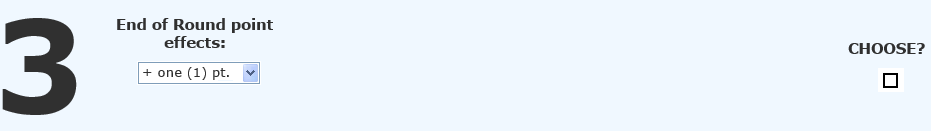 3
End of Round point
effects:
+ one (1) pt.
CHOOSE?